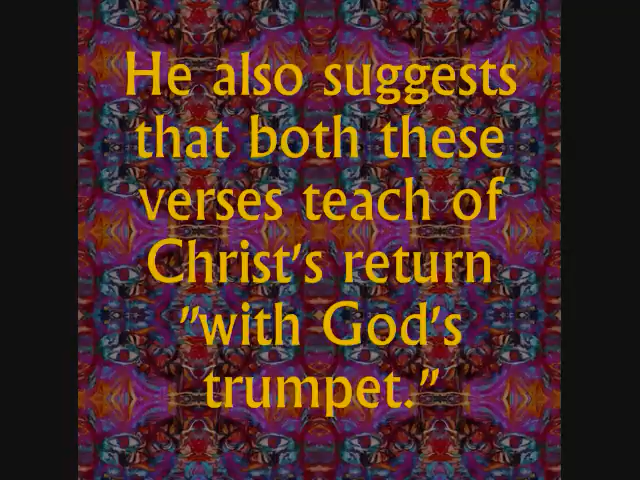 He also suggests
that both these
verses teach of
Christ's return
"with God's
trumpet."